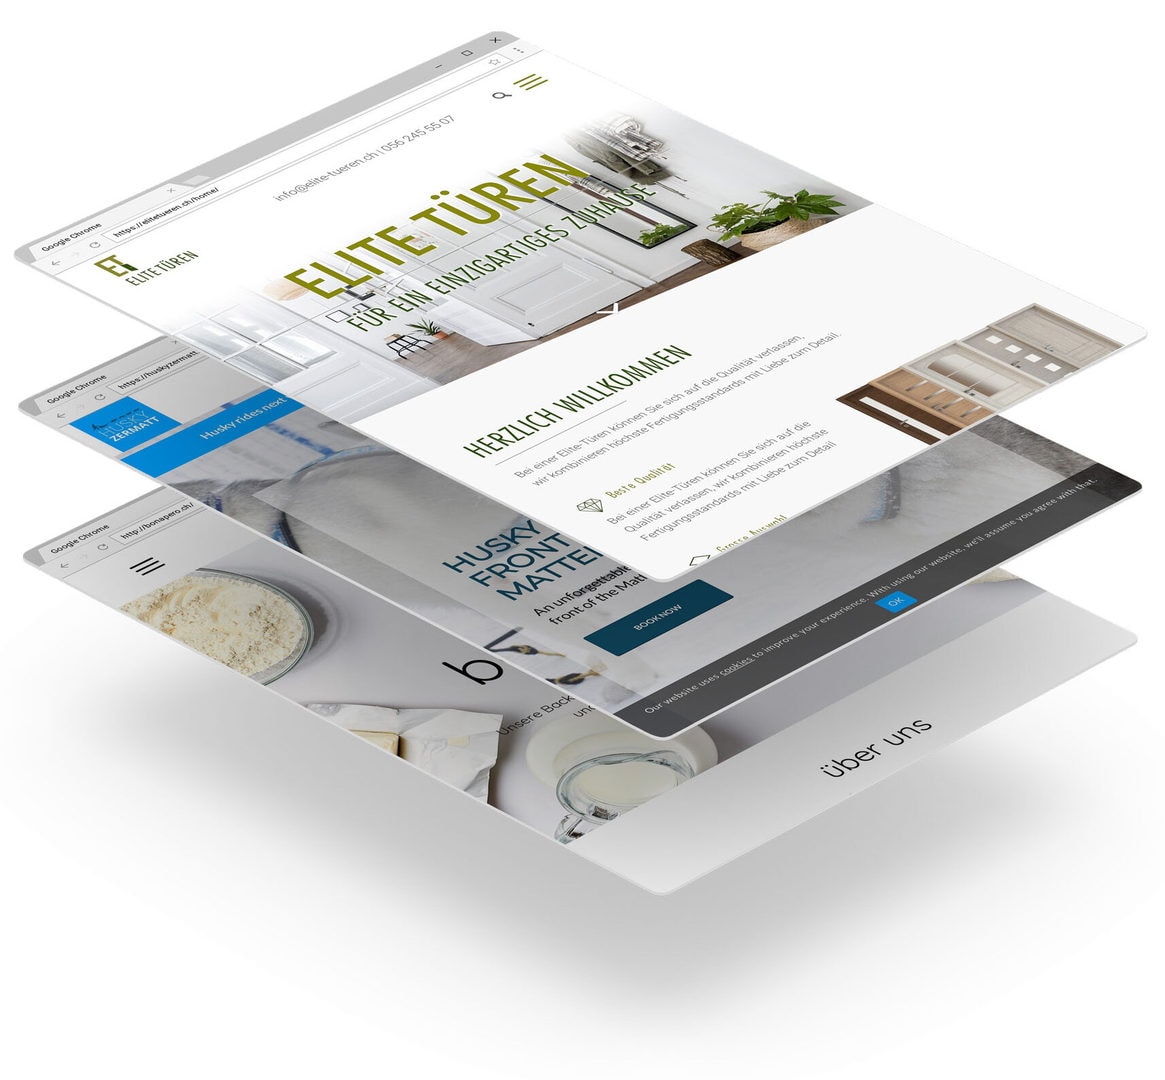 Google Chrome
https://elitetueren.ch/home/
ET
ELITE TÜREN
info@elite-tueren.ch | 056 245 55 07
ELITE TÜREN
FÜR EIN EINZIGARTIGES ZUHAUSE
HERZLICH WILLKOMMEN
Bei einer Elite-Türen können Sie sich auf die Qualität verlassen,
wir kombinieren höchste Fertigungsstandards mit Liebe zum Detail.
Beste Qualität
Bei einer Elite-Türen können Sie sich auf die
Qualität verlassen, wir kombinieren höchste
Fertigungsstandards mit Liebe zum Detail
Grosse Auswahl
Google Chrome
https://huskyzermatt
HUSKY
ZERMATT
Husky rides next
HUSKY
FRONT
MATTE
An unforgettable
front of the Matt
BOOK NOW
Our website uses cookies to improve your experience. With using our website, we'll assume you agree with that.
OK
Google Chrome
http://bonapero.ch/
b
Unsere Back
und
über uns